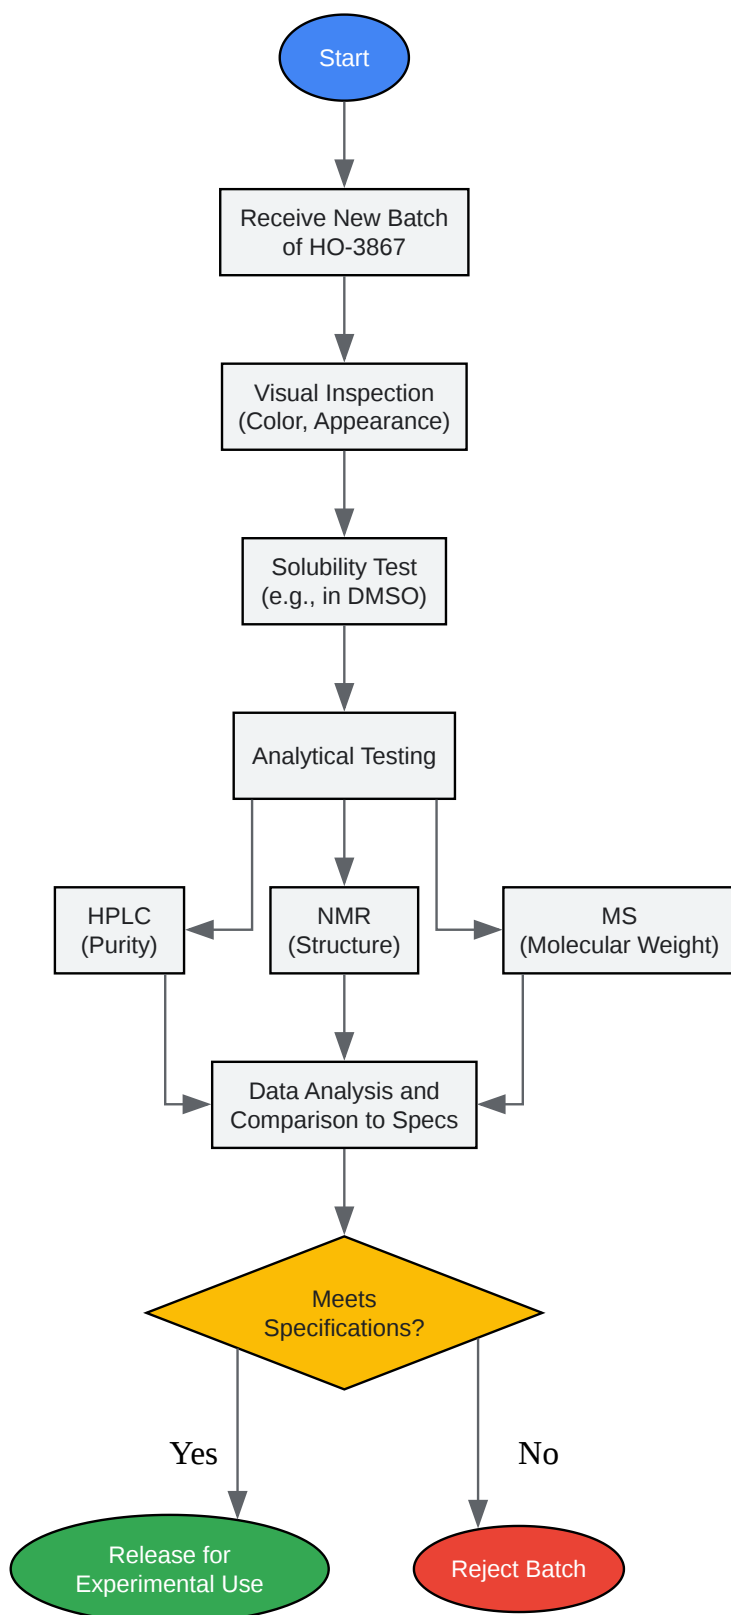 Start
Receive New Batch
of HO-3867
Visual Inspection
(Color, Appearance)
Solubility Test
(e.g., in DMSO)
Analytical Testing
HPLC
(Purity)
NMR
(Structure)
MS
(Molecular Weight)
Data Analysis and
Comparison to Specs
Meets
Specifications?
Yes
No
Release for
Experimental Use
Reject Batch